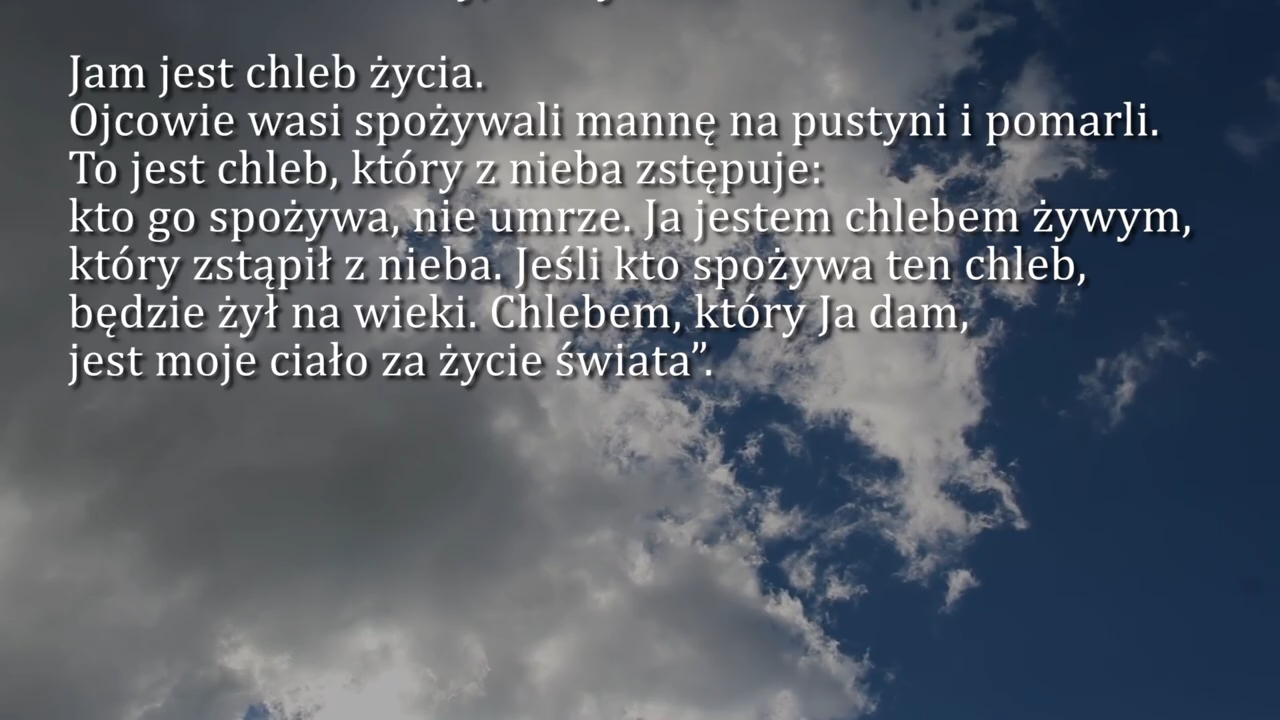 Jam jest chleb życia.
Ojcowie wasi spożywali mannę na pustyni i pomarli.
To jest chleb, który z nieba zstępuje:
kto go spożywa, nie umrze. Ja jestem chlebem żywym,
który zstąpił z nieba. Jeśli kto spożywa ten chleb,
będzie żył na wieki. Chlebem, który Ja dam,
jest moje ciało za życie świata”.